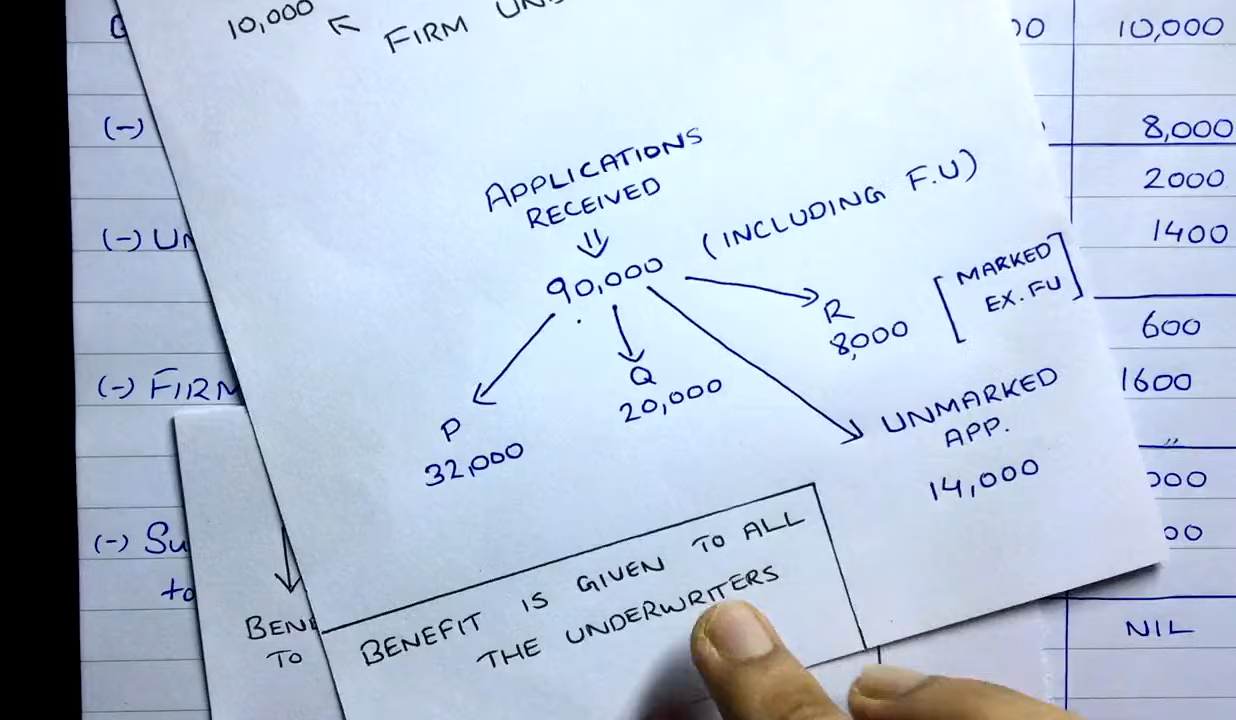 10,000
FIRM
10,000
(-)
8,000
2000
APPLICATIONS
RECEIVED
90,000 (INCLUDING F.U)
(-)
1400
R
8,000
[MARKED
EX. FU]
600
(-) FIRM
1600
P
32,000
Q
20,000
UNMARKED
APP.
14,000
(-) Su
to
TO
BENEFIT IS GIVEN TO ALL
THE UNDERWRITERS
NIL